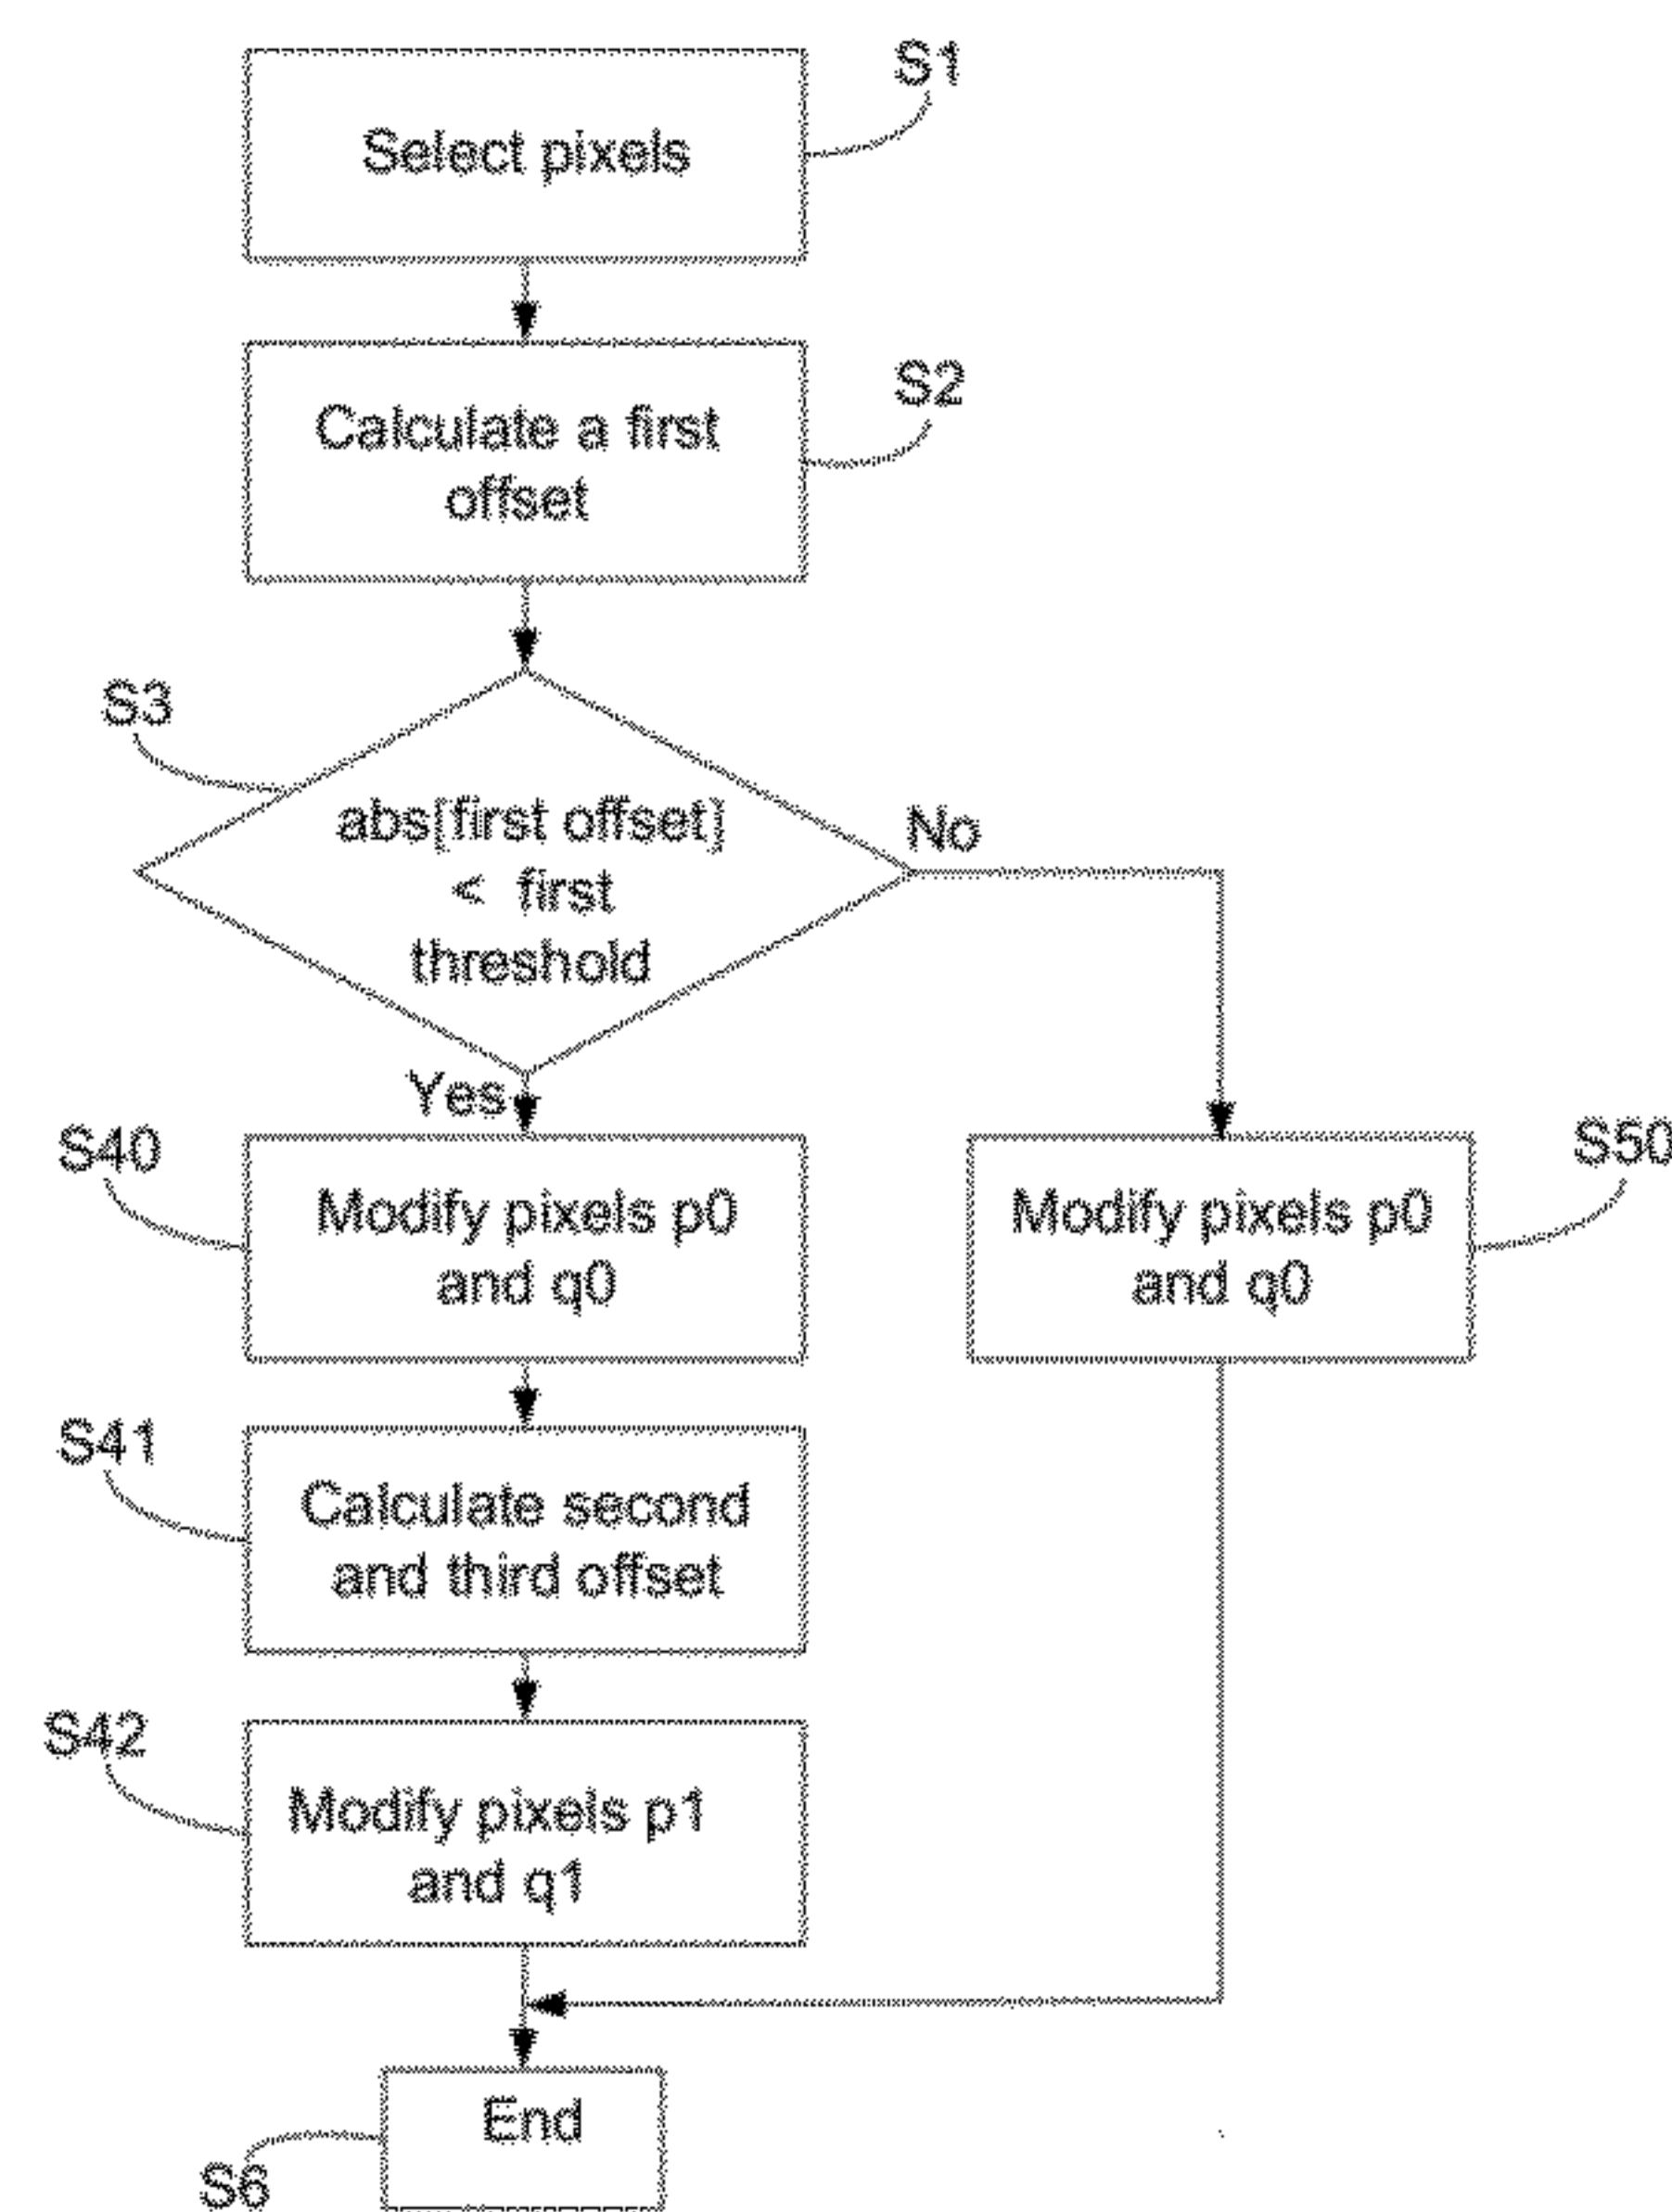 S1
Select pixels
S2
Calculate a first
offset
S3
abs[first offset]
< first
threshold
No
Yes
S40
Modify pixels p0
and q0
S50
Modify pixels p0
and q0
S41
Calculate second
and third offset
S42
Modify pixels p1
and q1
End
S6